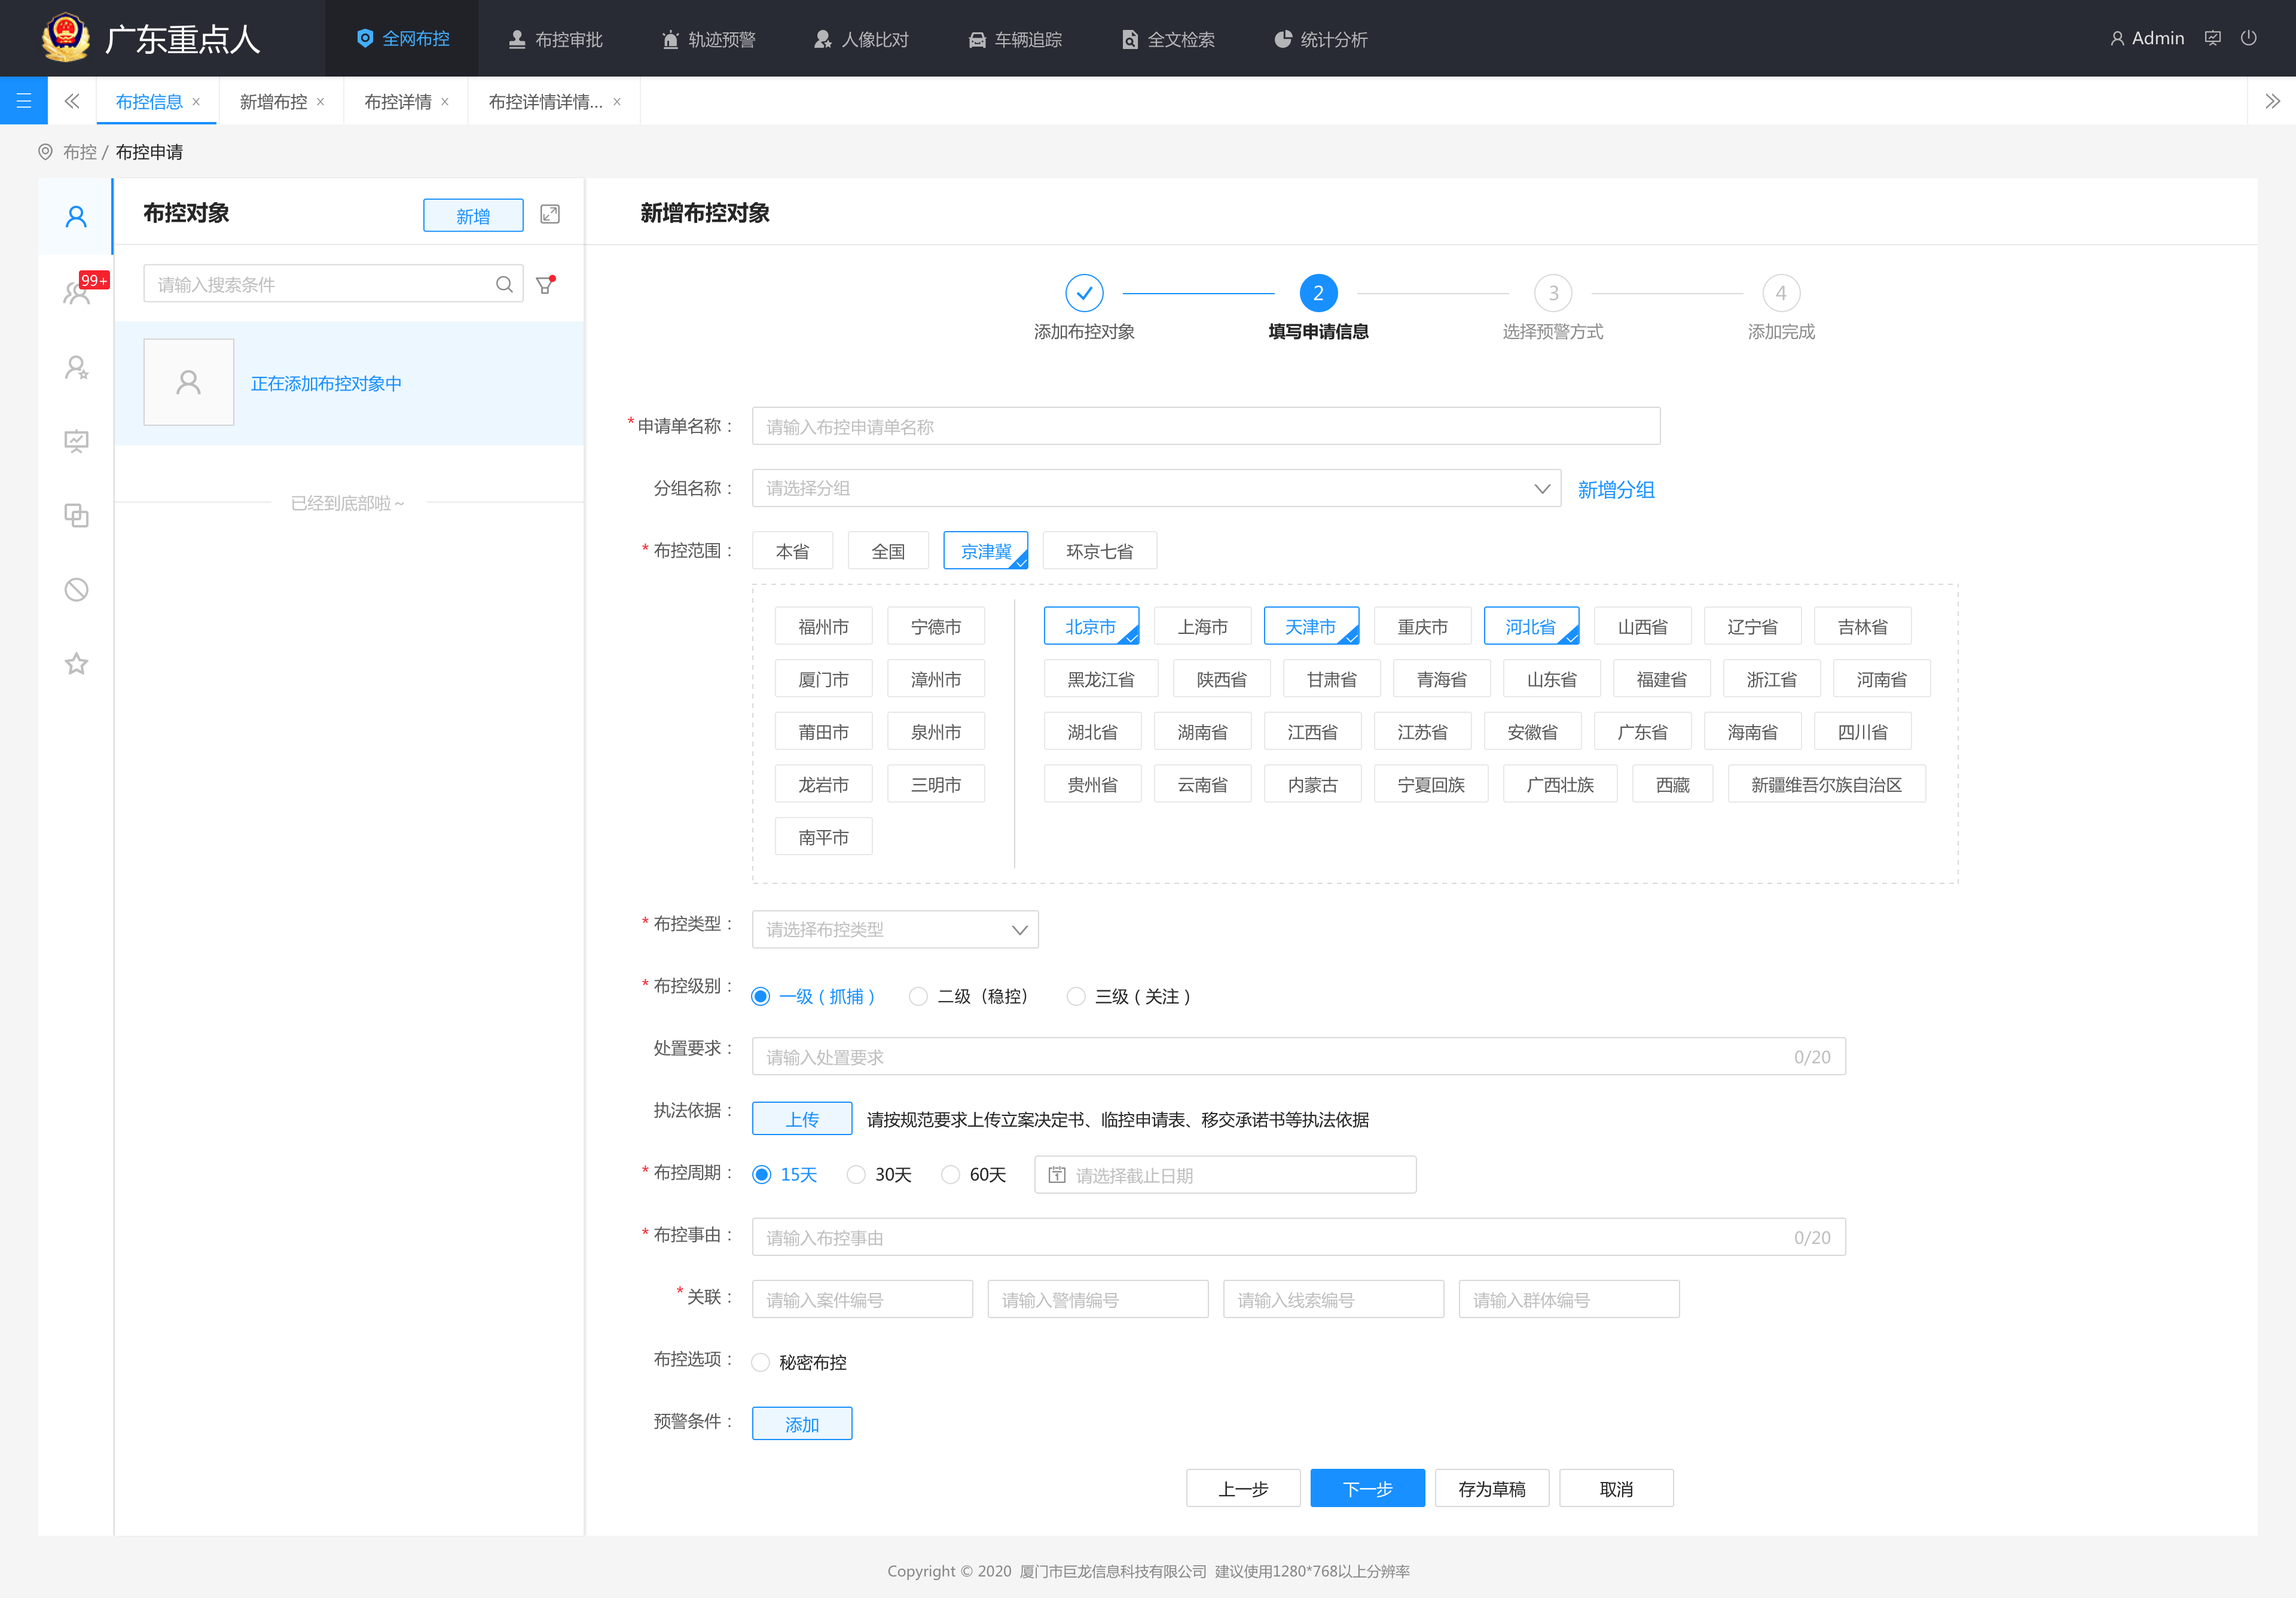 广东重点人
全网布控
布控审批
轨迹预警
人像比对
车辆追踪
全文检索
统计分析
Admin
布控信息 ×
新增布控 ×
布控详情 ×
布控详情详情... ×
布控 / 布控申请
布控对象
新增
99+
请输入搜索条件
正在添加布控对象中
已经到底部啦 ~
新增布控对象
2 3 4
添加布控对象 填写申请信息 选择预警方式 添加完成
* 申请单名称： 请输入布控申请单名称
分组名称： 请选择分组 新增分组
* 布控范围： 本省 全国 京津冀 环京七省
福州市 宁德市 北京市 上海市 天津市 重庆市 河北省 山西省 辽宁省 吉林省
厦门市 漳州市 黑龙江省 陕西省 甘肃省 青海省 山东省 福建省 浙江省 河南省
莆田市 泉州市 湖北省 湖南省 江西省 江苏省 安徽省 广东省 海南省 四川省
龙岩市 三明市 贵州省 云南省 内蒙古 宁夏回族 广西壮族 西藏 新疆维吾尔族自治区
南平市
* 布控类型： 请选择布控类型
* 布控级别： 一级（抓捕） 二级（稳控） 三级（关注）
处置要求： 请输入处置要求 0/20
执法依据： 上传 请按规范要求上传立案决定书、临控申请表、移交承诺书等执法依据
* 布控周期： 15天 30天 60天 请选择截止日期
* 布控事由： 请输入布控事由 0/20
* 关联： 请输入案件编号 请输入警情编号 请输入线索编号 请输入群体编号
布控选项： 秘密布控
预警条件： 添加
上一步 下一步 存为草稿 取消
Copyright © 2020 厦门市巨龙信息科技有限公司 建议使用1280*768以上分辨率